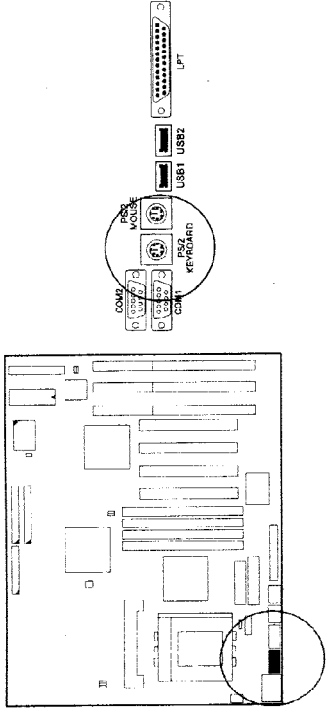 LPT
USB2
USB1
PS/2
MOUSE
PS/2
KEYBOARD
COM2
COM1